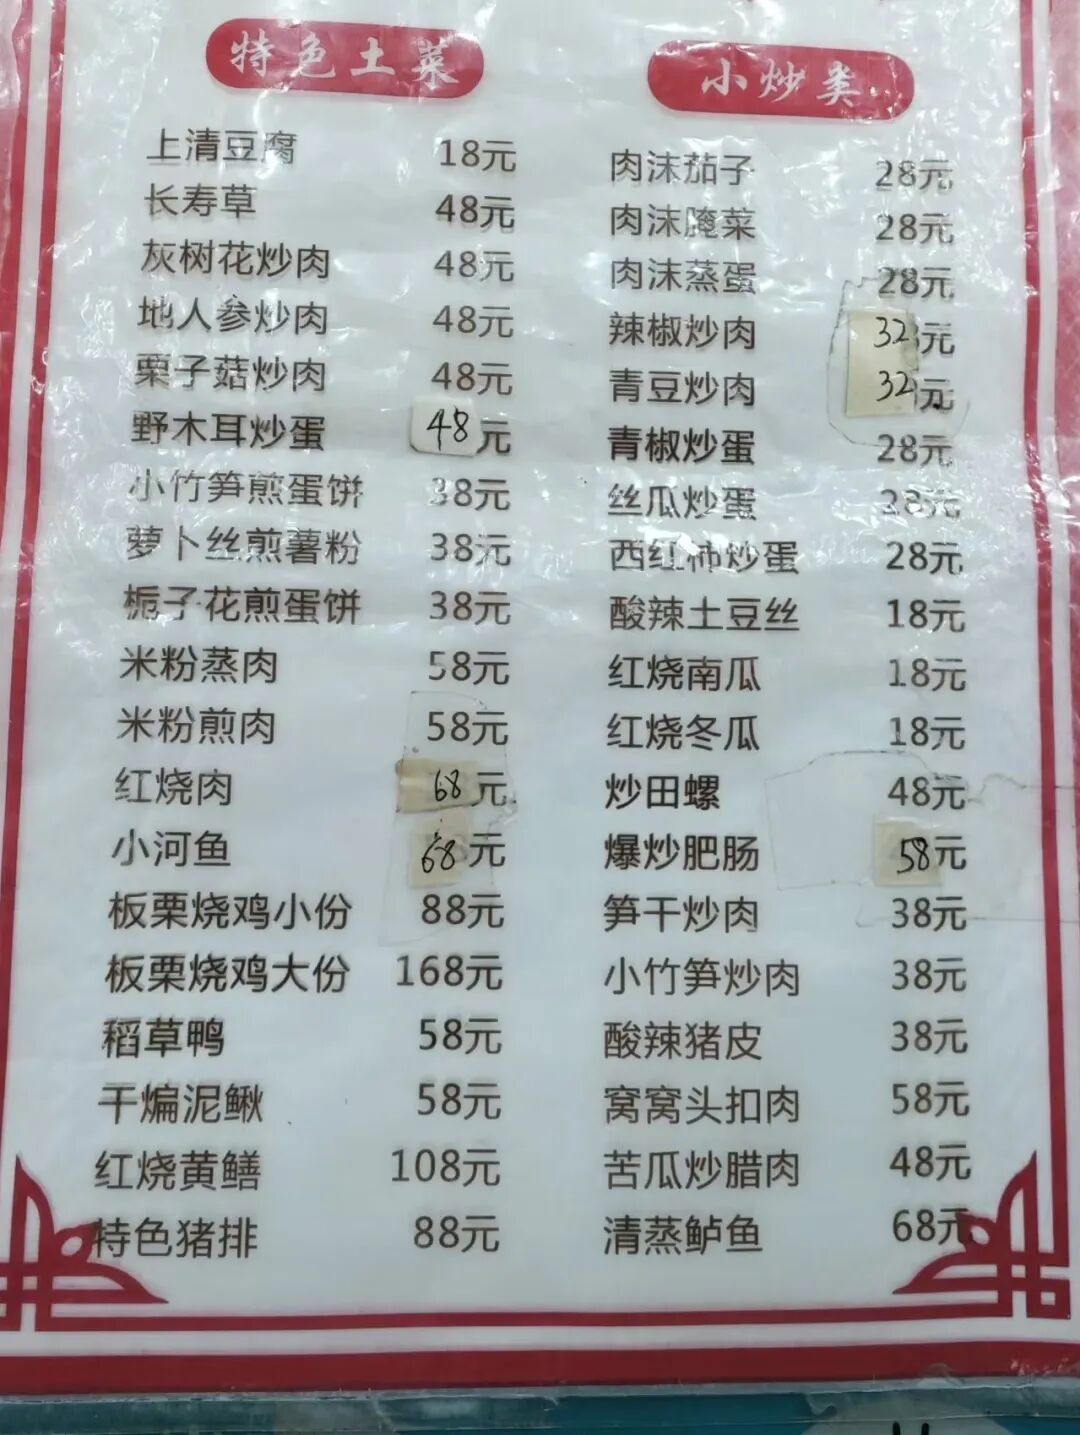 特色土菜
上清豆腐 18元
长寿草 48元
灰树花炒肉 48元
地人参炒肉 48元
栗子菇炒肉 48元
野木耳炒蛋 48元
小竹笋煎蛋饼 38元
萝卜丝煎薯粉 38元
栀子花煎蛋饼 38元
米粉蒸肉 58元
米粉煎肉 58元
红烧肉 68元
小河鱼 68元
板栗烧鸡小份 88元
板栗烧鸡大份 168元
稻草鸭 58元
干煸泥鳅 58元
红烧黄鳝 108元
特色猪排 88元
小炒类
肉沫茄子 28元
肉沫腌菜 28元
肉沫蒸蛋 28元
辣椒炒肉 32元
青豆炒肉 32元
青椒炒蛋 28元
丝瓜炒蛋 28元
西红柿炒蛋 28元
酸辣土豆丝 18元
红烧南瓜 18元
红烧冬瓜 18元
炒田螺 48元
爆炒肥肠 58元
笋干炒肉 38元
小竹笋炒肉 38元
酸辣猪皮 38元
窝窝头扣肉 58元
苦瓜炒腊肉 48元
清蒸鲈鱼 68元